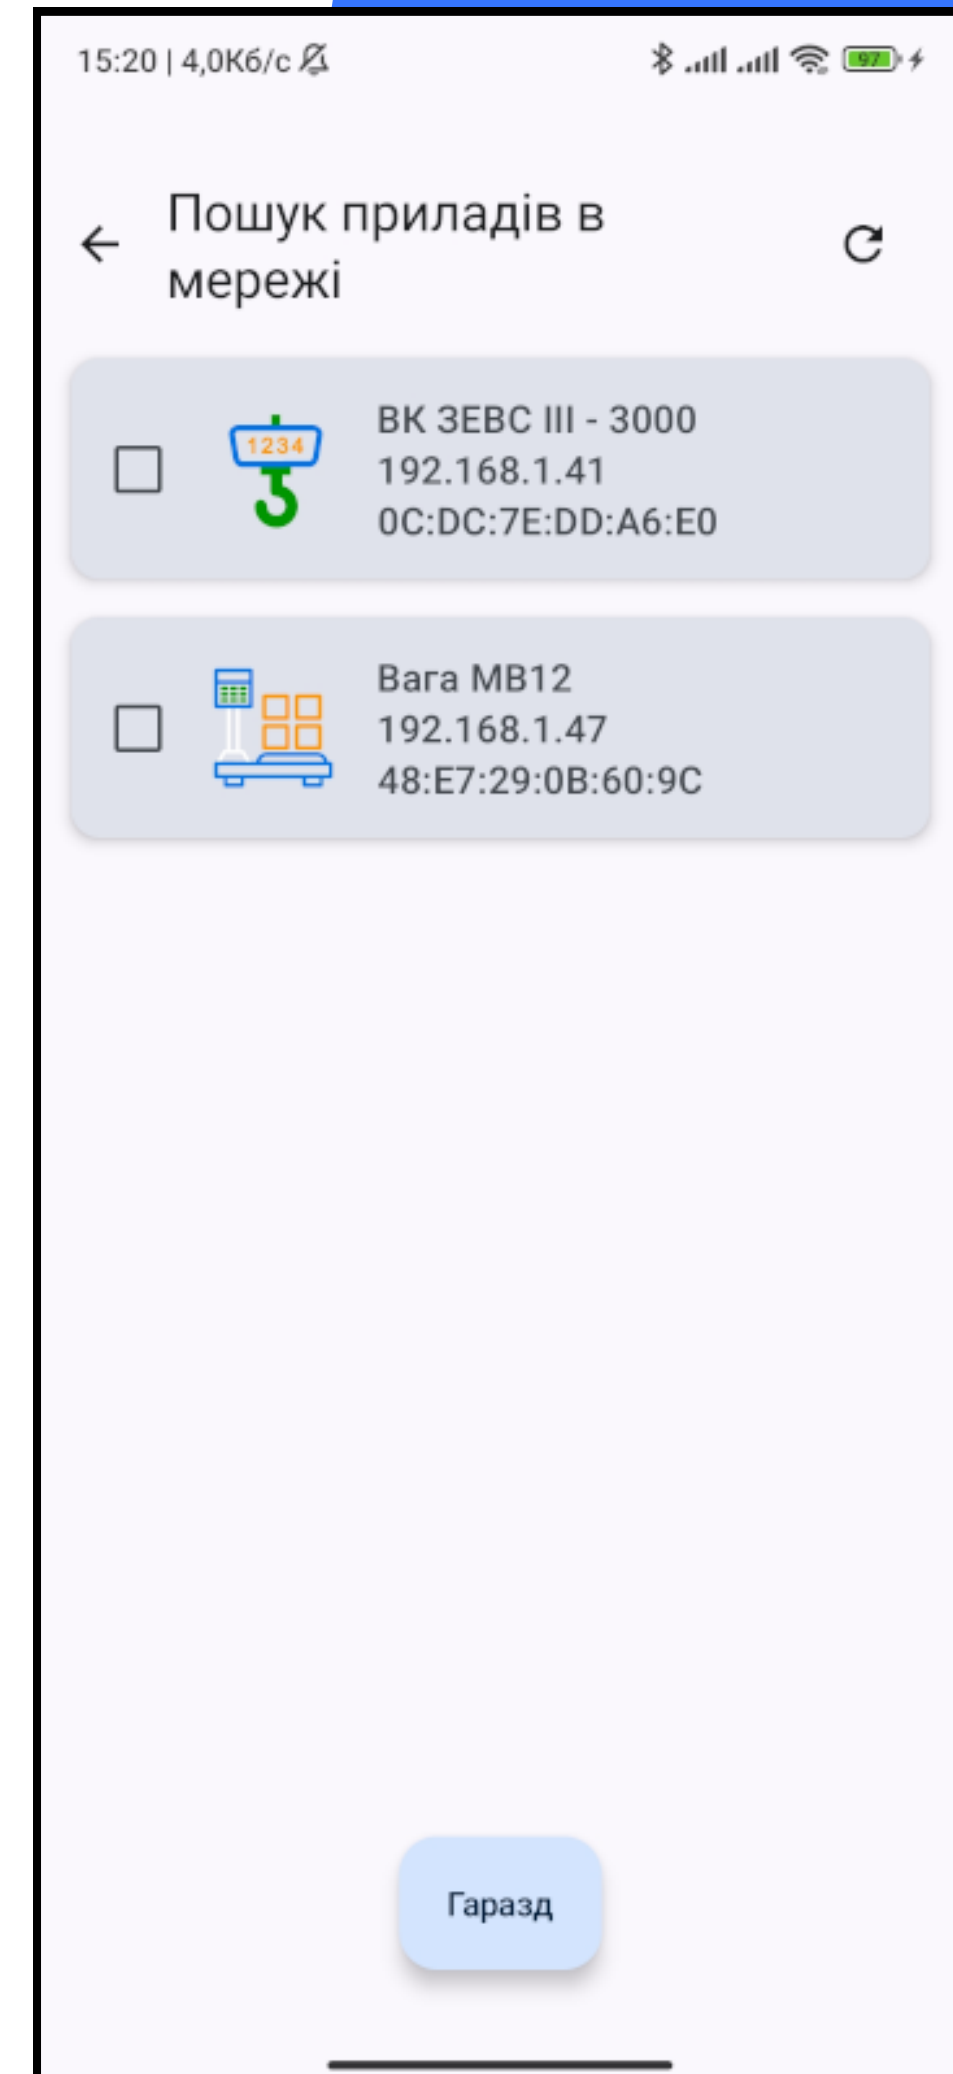 15:20 | 4,0Кб/с
97
Пошук приладів в
мережі
1234
ВК ЗЕВС III - 3000
192.168.1.41
0C:DC:7E:DD:A6:E0
Вага МВ12
192.168.1.47
48:E7:29:0B:60:9C
Гаразд